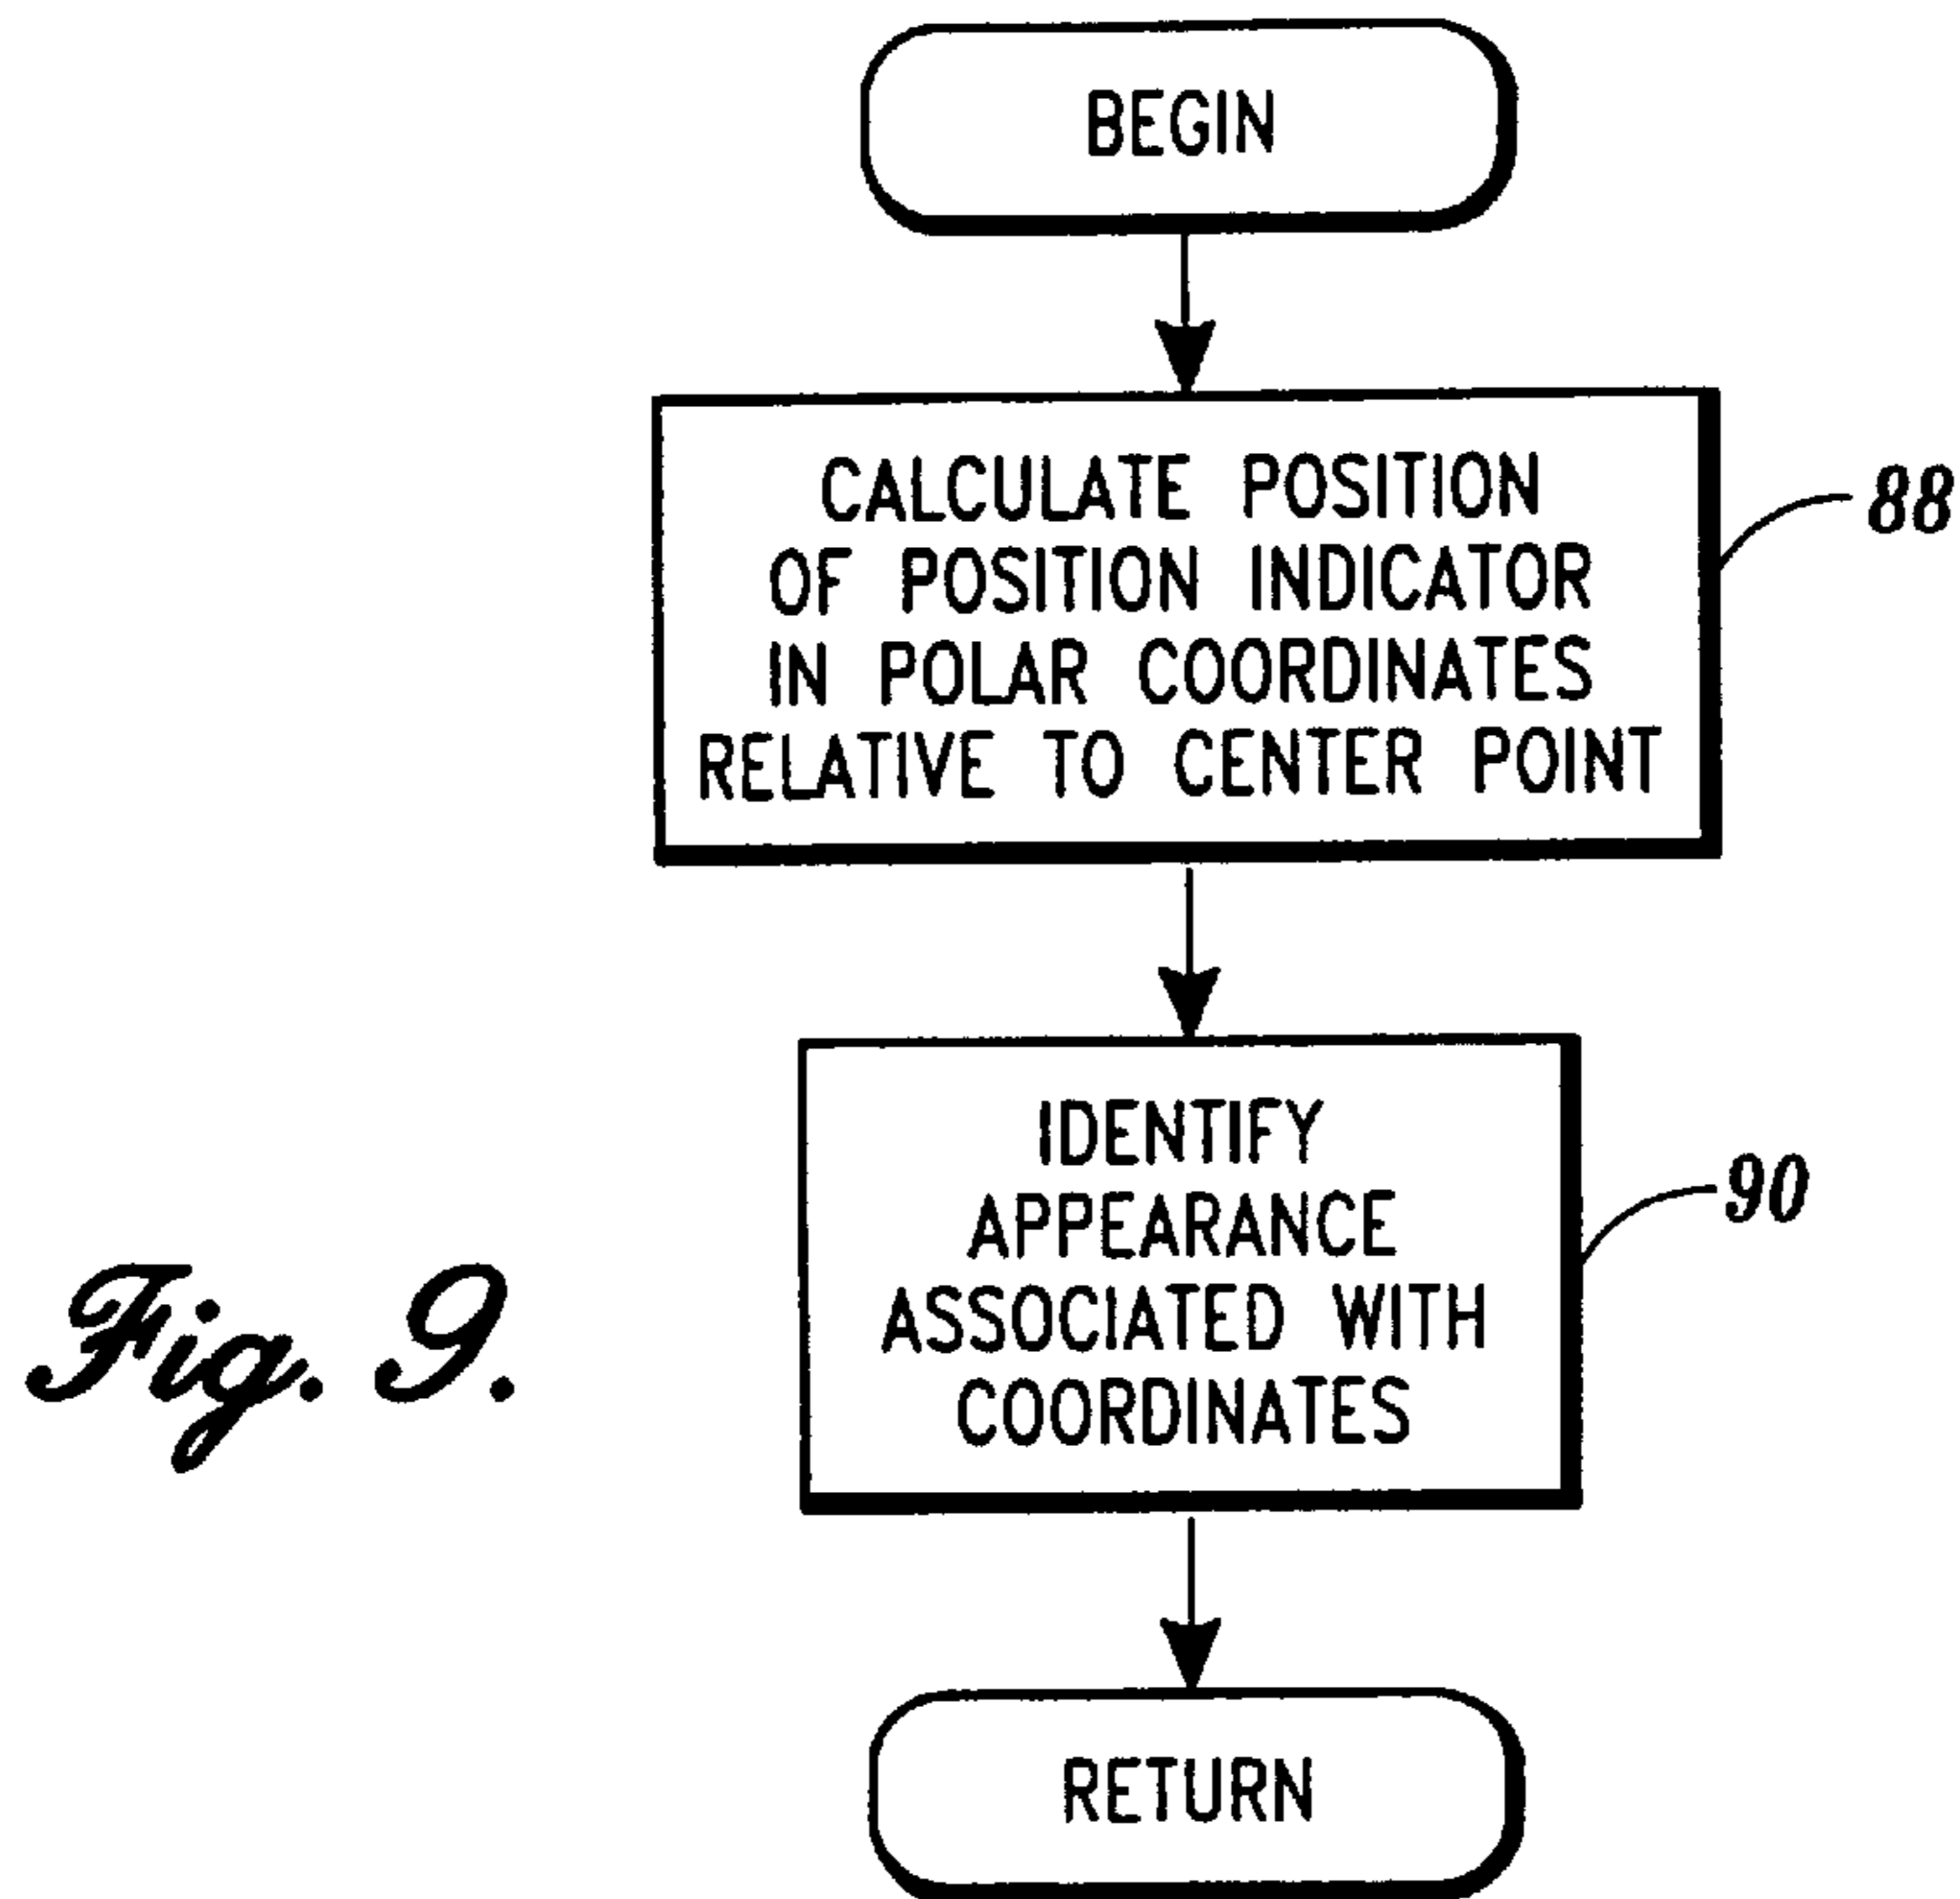 BEGIN
CALCULATE POSITION
OF POSITION INDICATOR
IN POLAR COORDINATES
RELATIVE TO CENTER POINT
88
IDENTIFY
APPEARANCE
ASSOCIATED WITH
COORDINATES
90
Fig. 9.
RETURN